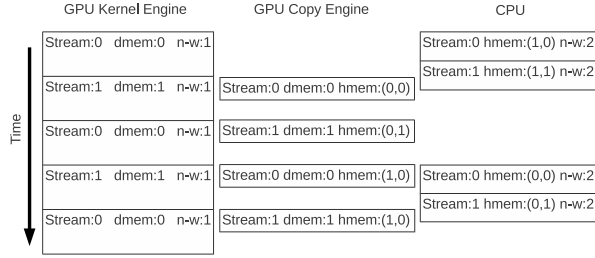 GPU Kernel Engine GPU Copy Engine CPU
Time
Stream:0 dmem:0 n-w:1
Stream:1 dmem:1 n-w:1
Stream:0 dmem:0 n-w:1
Stream:1 dmem:1 n-w:1
Stream:0 dmem:0 n-w:1
Stream:0 dmem:0 hmem:(0,0)
Stream:1 dmem:1 hmem:(0,1)
Stream:0 dmem:0 hmem:(1,0)
Stream:1 dmem:1 hmem:(1,0)
Stream:0 hmem:(1,0) n-w:2
Stream:1 hmem:(1,1) n-w:2
Stream:0 hmem:(0,0) n-w:2
Stream:1 hmem:(0,1) n-w:2